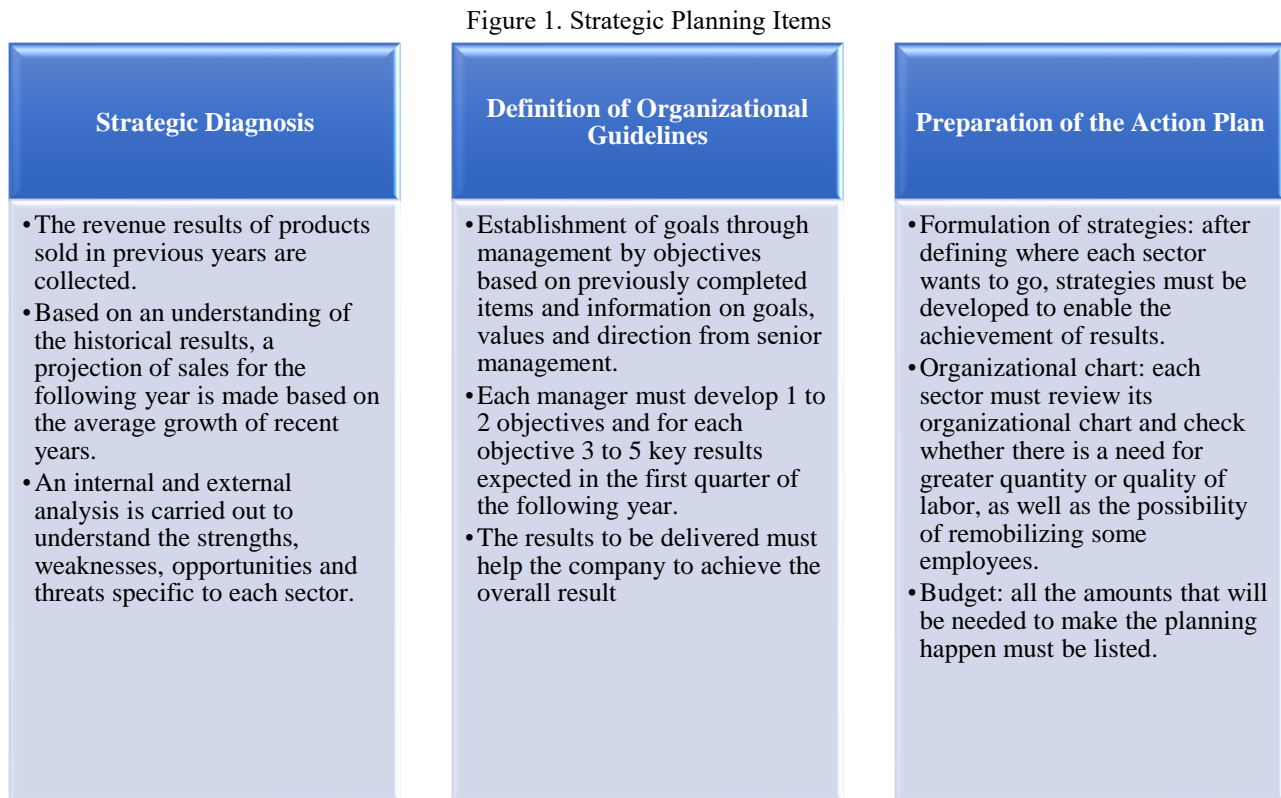 Figure 1. Strategic Planning Items
Strategic Diagnosis
•The revenue results of products
sold in previous years are
collected.
•Based on an understanding of
the historical results, a
projection of sales for the
following year is made based on
the average growth of recent
years.
•An internal and external
analysis is carried out to
understand the strengths,
weaknesses, opportunities and
threats specific to each sector.
Definition of Organizational
Guidelines
•Establishment of goals through
management by objectives
based on previously completed
items and information on goals,
values and direction from senior
management.
•Each manager must develop 1 to
2 objectives and for each
objective 3 to 5 key results
expected in the first quarter of
the following year.
•The results to be delivered must
help the company to achieve the
overall result
Preparation of the Action Plan
•Formulation of strategies: after
defining where each sector
wants to go, strategies must be
developed to enable the
achievement of results.
•Organizational chart: each
sector must review its
organizational chart and check
whether there is a need for
greater quantity or quality of
labor, as well as the possibility
of remobilizing some
employees.
•Budget: all the amounts that will
be needed to make the planning
happen must be listed.